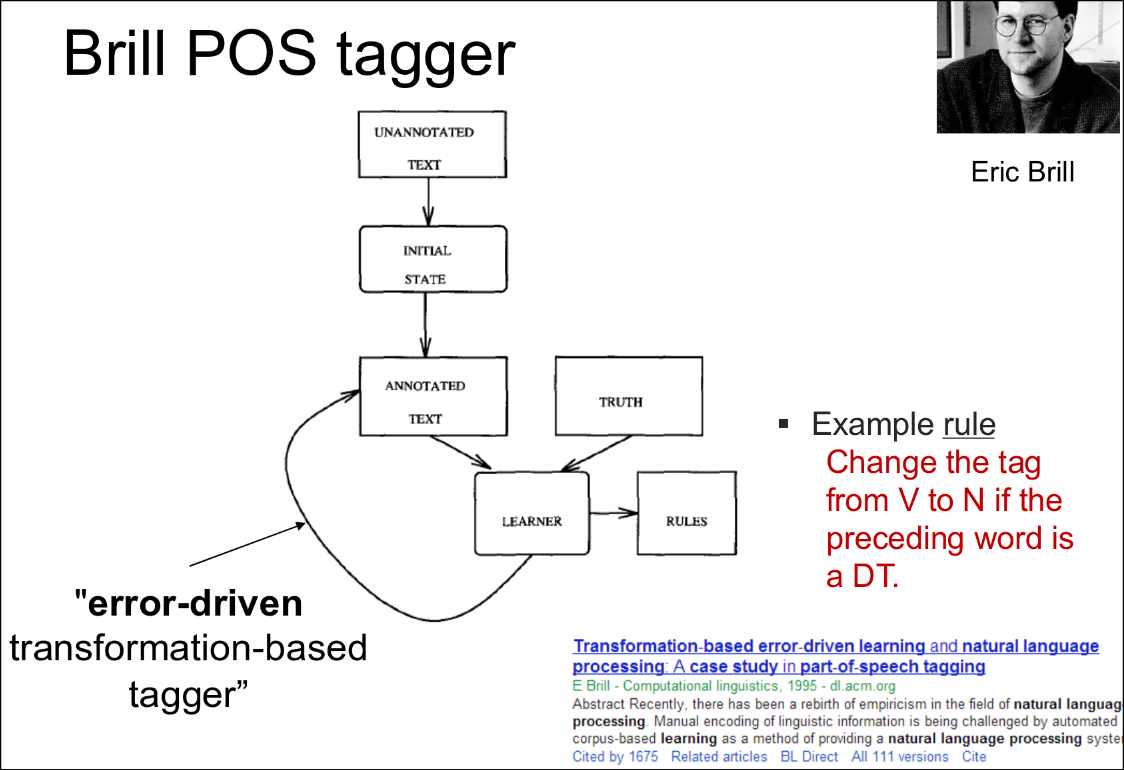 Brill POS tagger
Eric Brill
UNANNOTATED
TEXT
INITIAL
STATE
ANNOTATED
TEXT
TRUTH
LEARNER
RULES
▪ Example rule
Change the tag
from V to N if the
preceding word is
a DT.
"error-driven
transformation-based
tagger”
Transformation-based error-driven learning and natural language
processing: A case study in part-of-speech tagging
E Brill - Computational linguistics, 1995 - dl.acm.org
Abstract Recently, there has been a rebirth of empiricism in the field of natural languag
processing. Manual encoding of linguistic information is being challenged by automated
corpus-based learning as a method of providing a natural language processing syste
Cited by 1675 Related articles BL Direct All 111 versions Cite